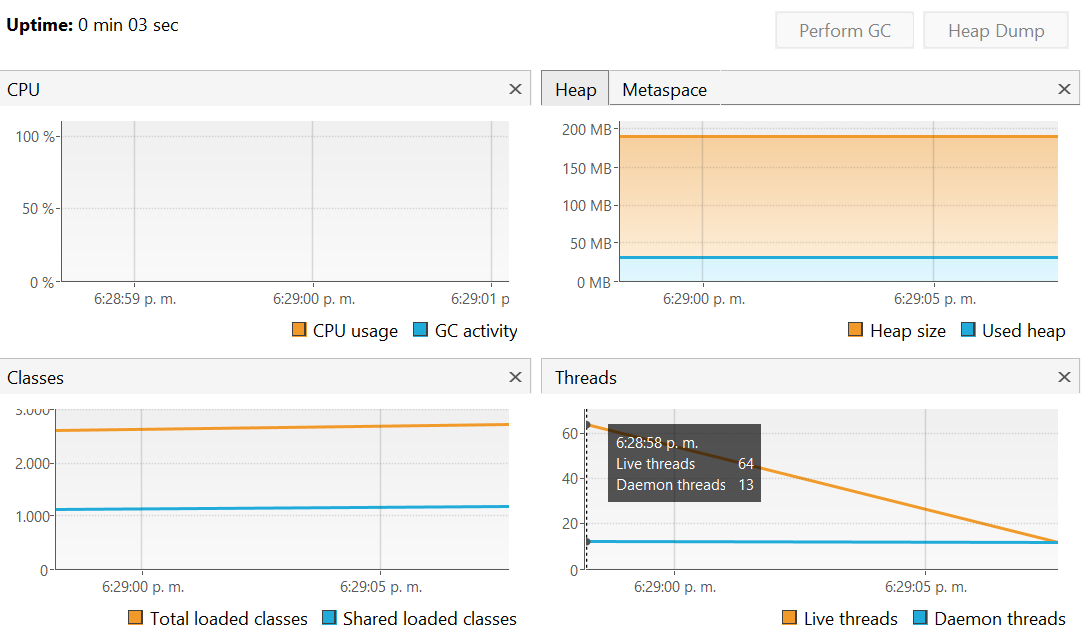 Uptime: 0 min 03 sec
Perform GC
Heap Dump
CPU
100 %
50 %
0 %
6:28:59 p. m.
6:29:00 p. m.
6:29:01 p
CPU usage
GC activity
Heap
Metaspace
200 MB
150 MB
100 MB
50 MB
0 MB
6:29:00 p. m.
6:29:05 p. m.
Heap size
Used heap
Classes
3.000
2.000
1.000
0
6:29:00 p. m.
6:29:05 p. m.
Total loaded classes
Shared loaded classes
Threads
60
40
20
0
6:28:58 p. m.
Live threads 64
Daemon threads 13
6:29:00 p. m.
6:29:05 p. m.
Live threads
Daemon threads